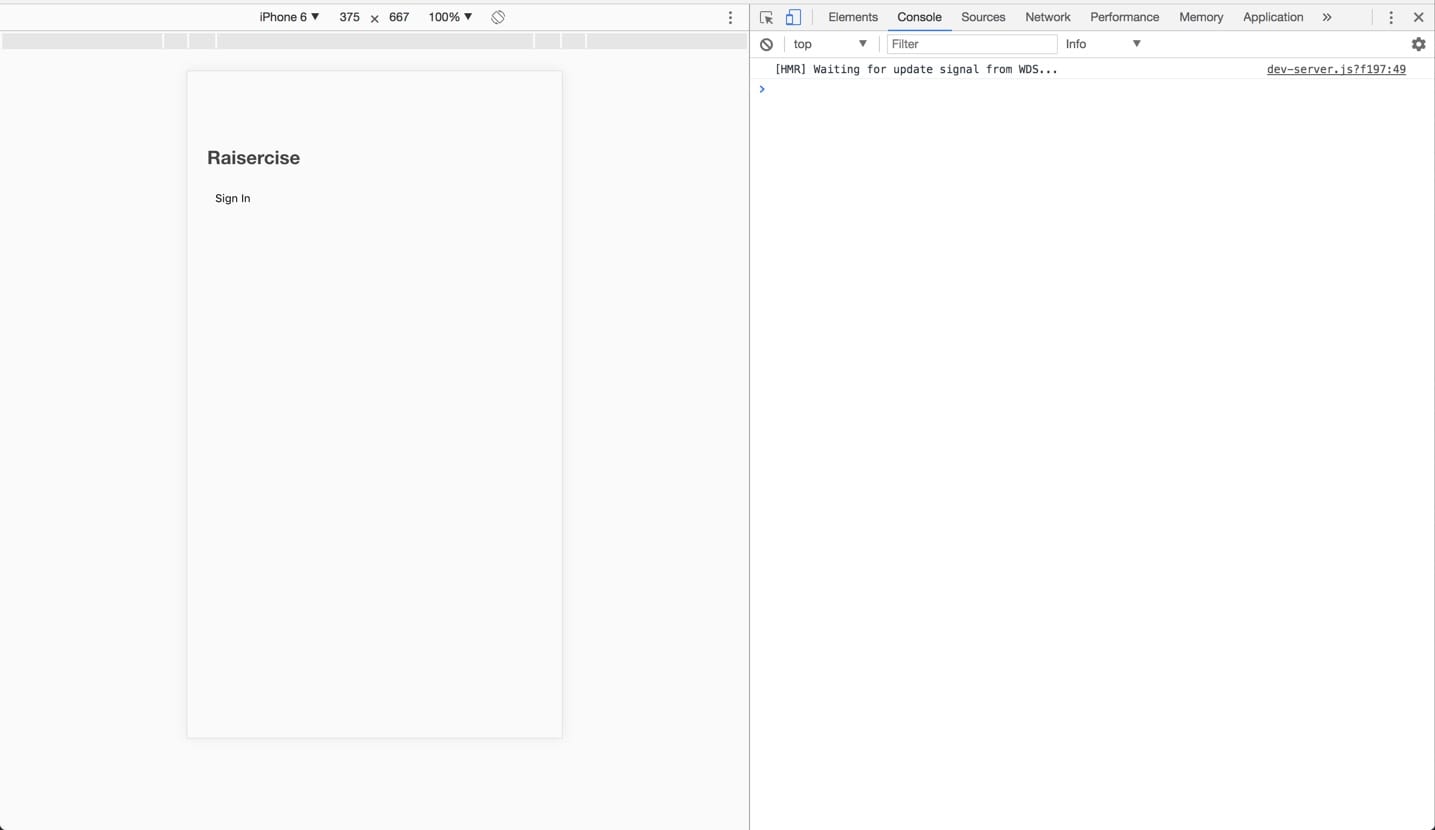 iPhone 6 ▼ 375 × 667 100% ▼
Elements Console Sources Network Performance Memory Application »
top ▼ Filter Info ▼
[HMR] Waiting for update signal from WDS... dev-server.js?f197:49
Raisercise
Sign In